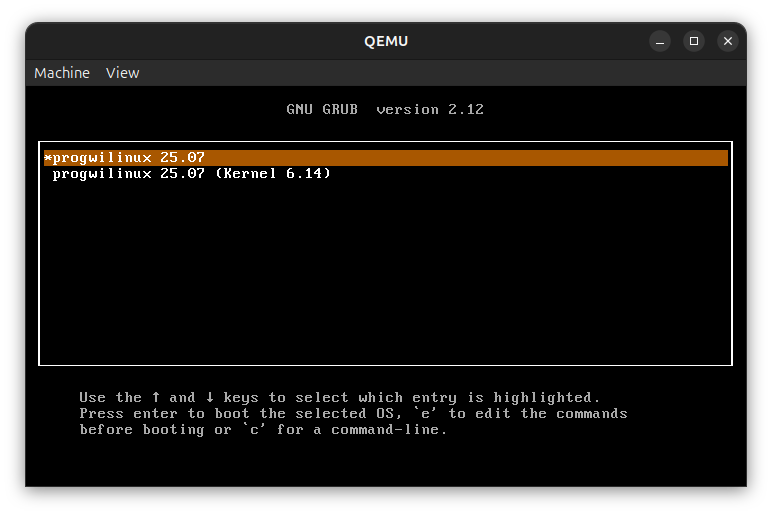 QEMU
Machine View
GNU GRUB version 2.12
*progwilinux 25.07
progwilinux 25.07 (Kernel 6.14)
Use the ↑ and ↓ keys to select which entry is highlighted.
Press enter to boot the selected OS, `e' to edit the commands
before booting or `c' for a command-line.